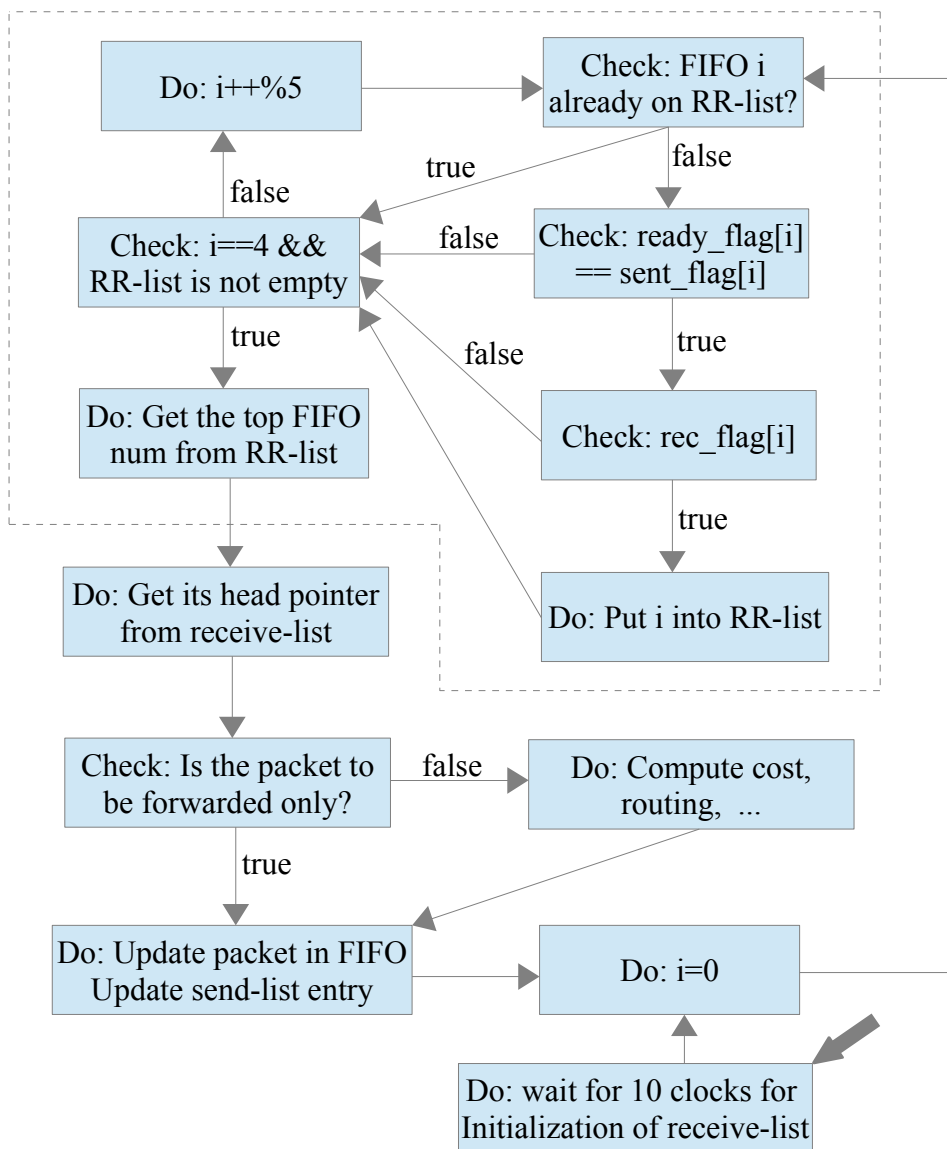 Do: i++%5
Check: FIFO i
already on RR-list?
true
false
false
Check: i==4 &&
RR-list is not empty
false
Check: ready_flag[i]
== sent_flag[i]
true
false
true
Do: Get the top FIFO
num from RR-list
Check: rec_flag[i]
true
Do: Get its head pointer
from receive-list
Do: Put i into RR-list
Check: Is the packet to
be forwarded only?
false
Do: Compute cost,
routing, ...
true
Do: Update packet in FIFO
Update send-list entry
Do: i=0
Do: wait for 10 clocks for
Initialization of receive-list